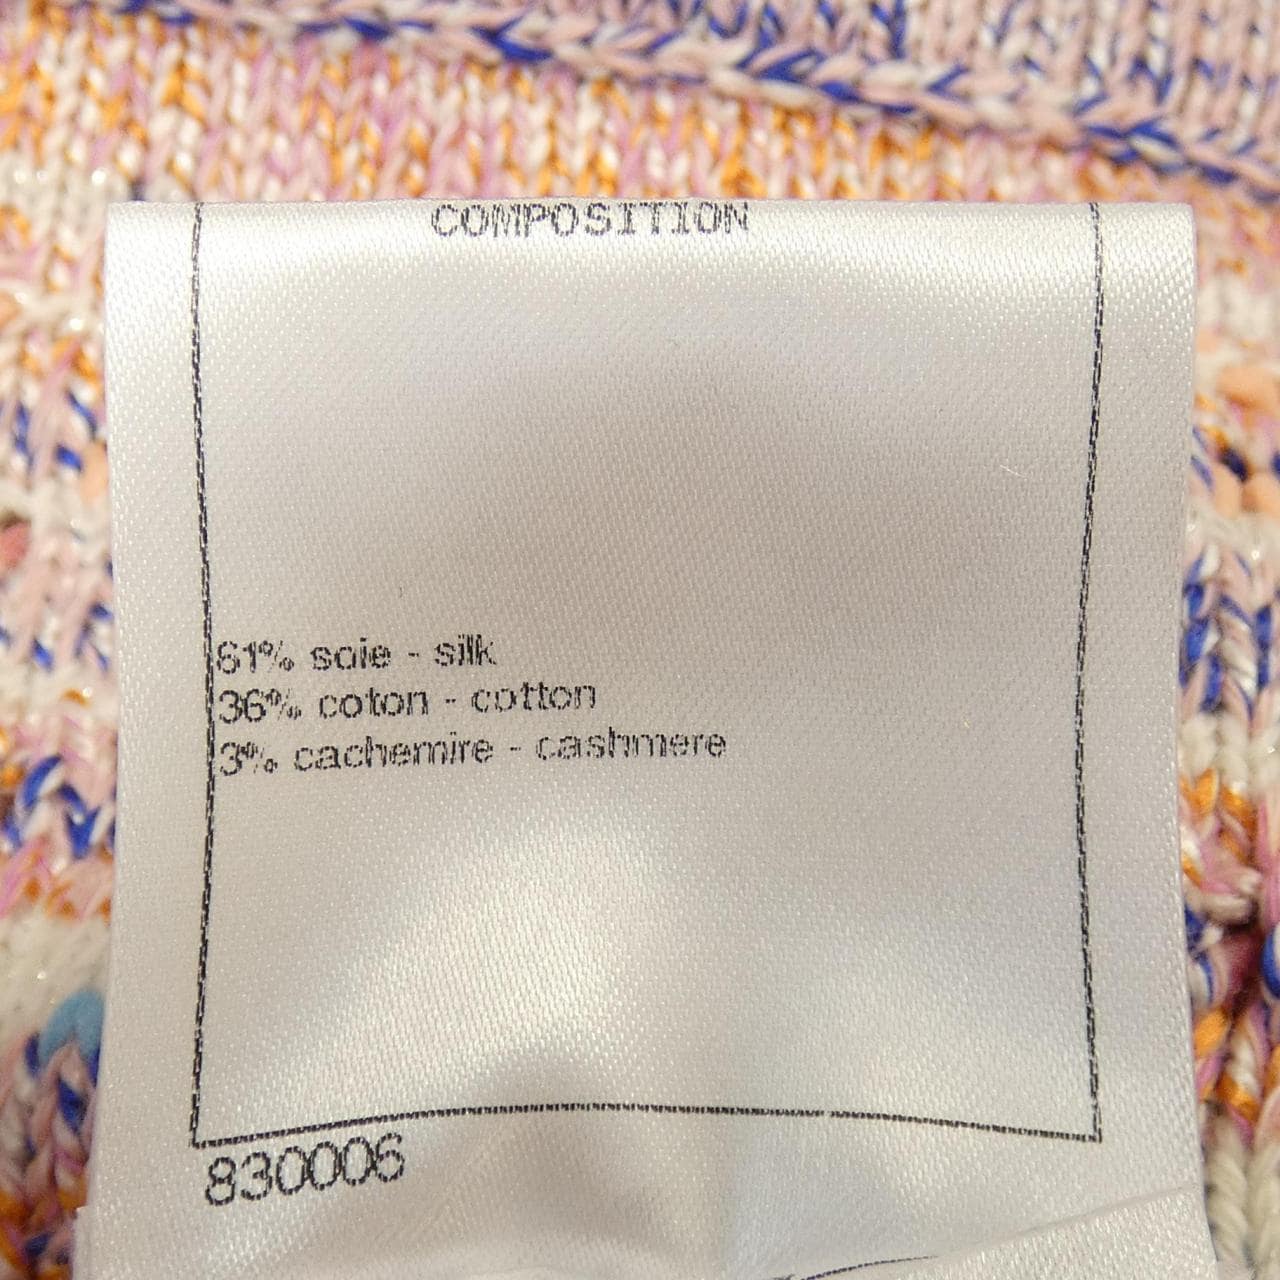 COMPOSITION
61% soie - silk
36% coton - cotton
3% cachemire - cashmere
830006